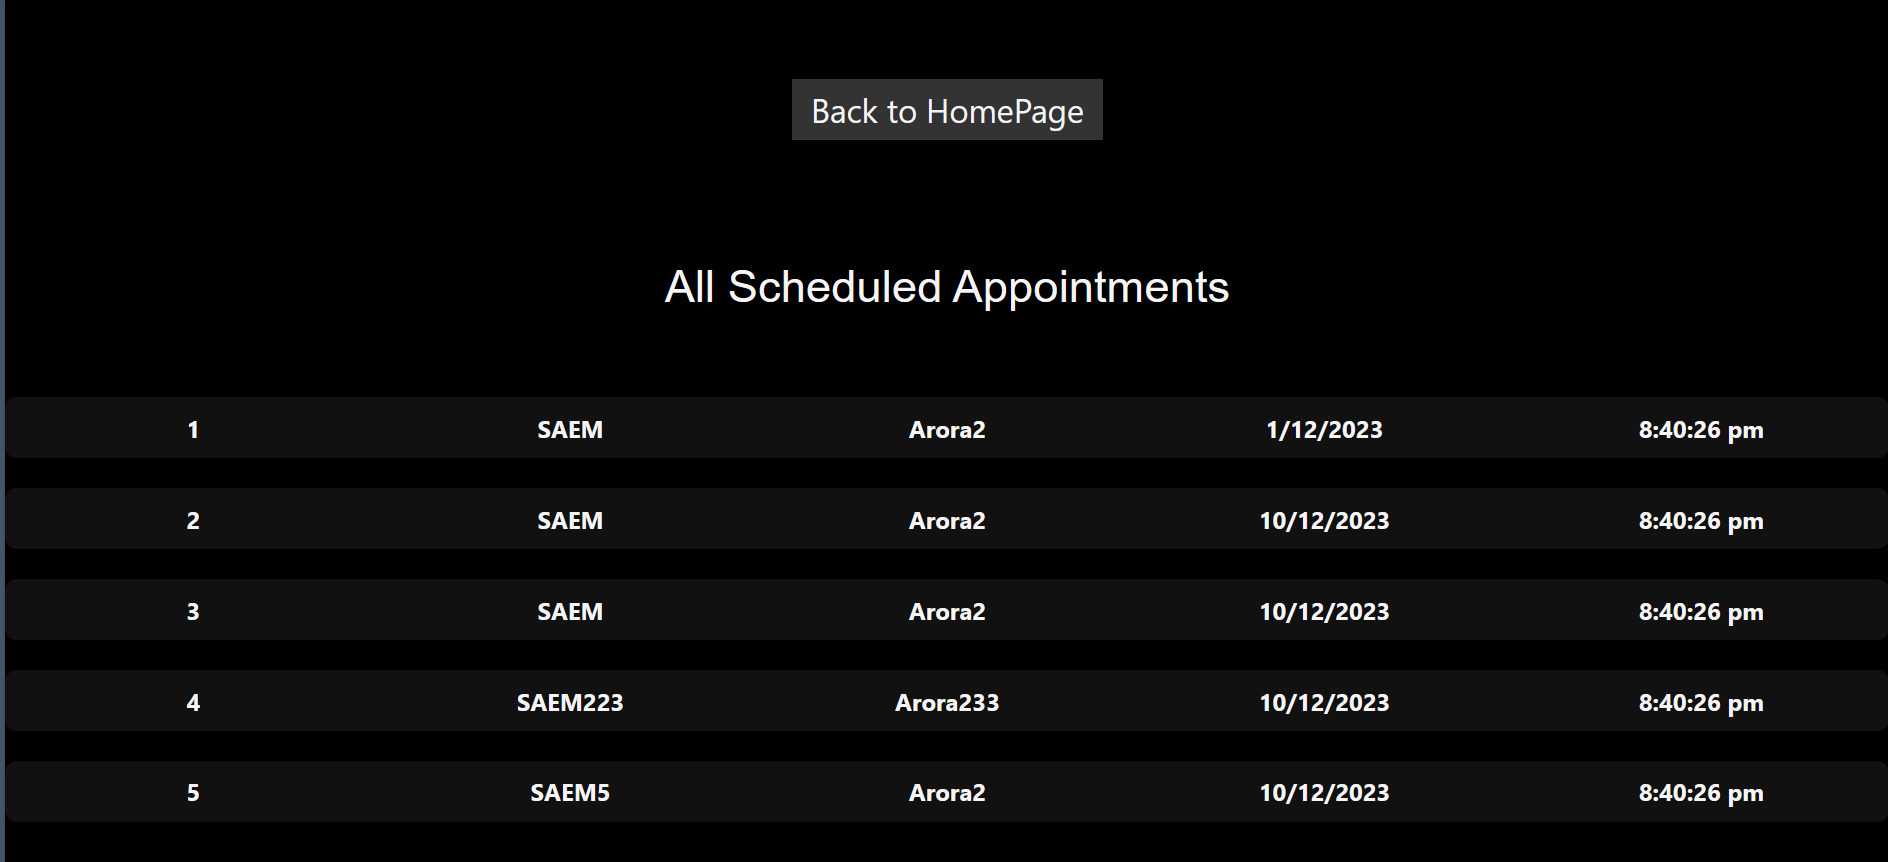 Back to HomePage
All Scheduled Appointments
1 SAEM Arora2 1/12/2023 8:40:26 pm
2 SAEM Arora2 10/12/2023 8:40:26 pm
3 SAEM Arora2 10/12/2023 8:40:26 pm
4 SAEM223 Arora233 10/12/2023 8:40:26 pm
5 SAEM5 Arora2 10/12/2023 8:40:26 pm